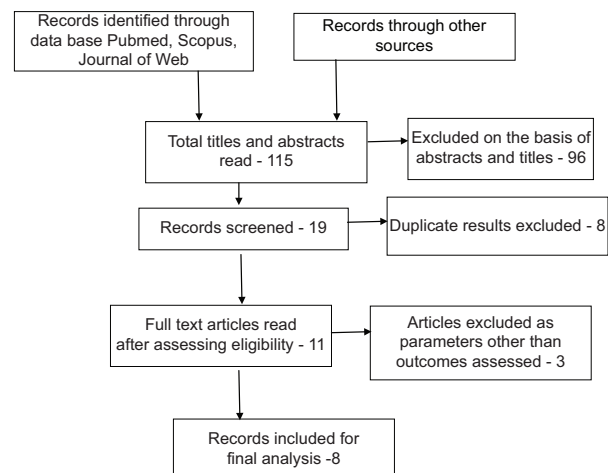 Records identified through
data base Pubmed, Scopus,
Journal of Web
Records through other
sources
Total titles and abstracts
read - 115
Excluded on the basis of
abstracts and titles - 96
Records screened - 19
Duplicate results excluded - 8
Full text articles read
after assessing eligibility - 11
Articles excluded as
parameters other than
outcomes assessed - 3
Records included for
final analysis -8